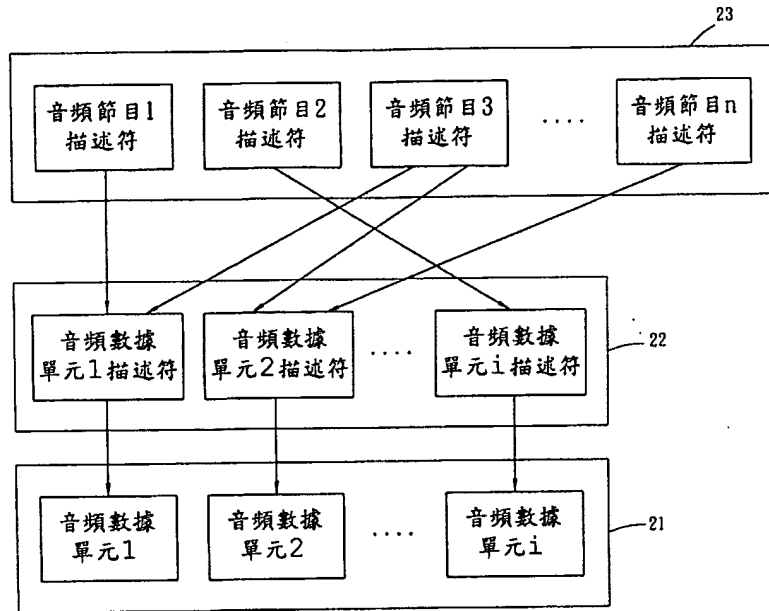 23
音頻節目1
描述符
音頻節目2
描述符
音頻節目3
描述符
....
音頻節目n
描述符
音頻數據
單元1描述符
音頻數據
單元2描述符
....
音頻數據
單元i描述符
22
音頻數據
單元1
音頻數據
單元2
....
音頻數據
單元i
21